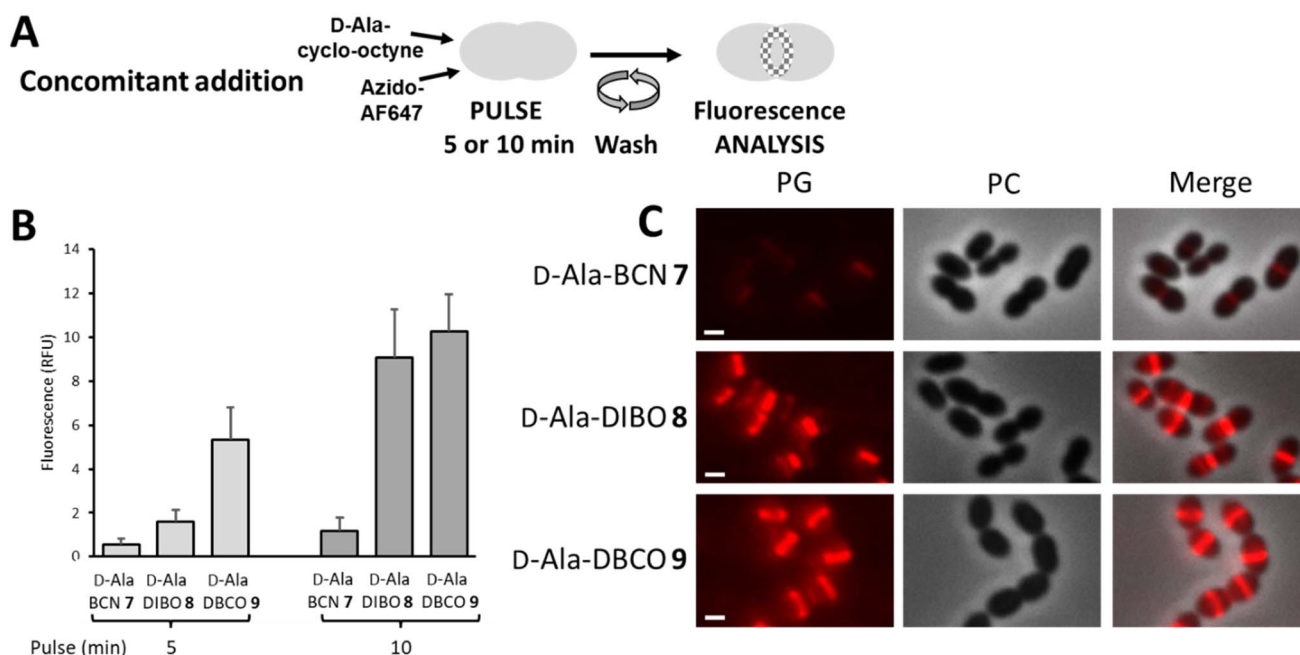 A
Concomitant addition
D-Ala-
cyclo-octyne
Azido-
AF647
PULSE
5 or 10 min
Wash
Fluorescence
ANALYSIS
B
Fluorescence (RFU)
14
12
10
8
6
4
2
0
D-Ala
BCN 7
D-Ala
DIBO 8
D-Ala
DBCO 9
D-Ala
BCN 7
D-Ala
DIBO 8
D-Ala
DBCO 9
Pulse (min) 5 10
C
PG PC Merge
D-Ala-BCN 7
D-Ala-DIBO 8
D-Ala-DBCO 9